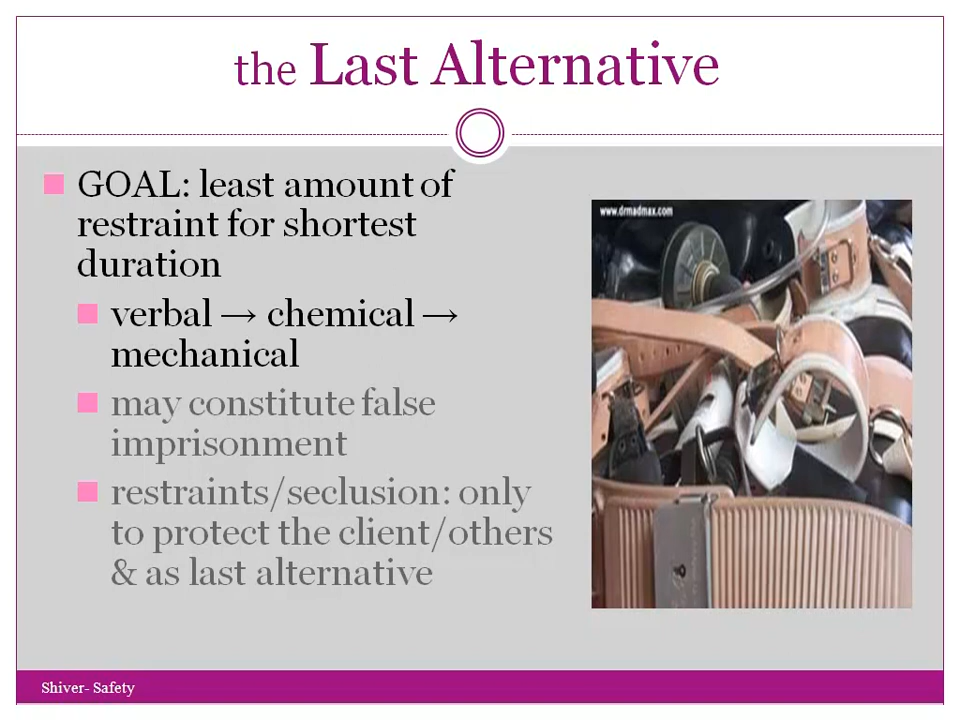 the Last Alternative
GOAL: least amount of
restraint for shortest
duration
www.drmadmax.com
verbal → chemical →
mechanical
may constitute false
imprisonment
restraints/seclusion: only
to protect the client/others
& as last alternative
Shiver- Safety